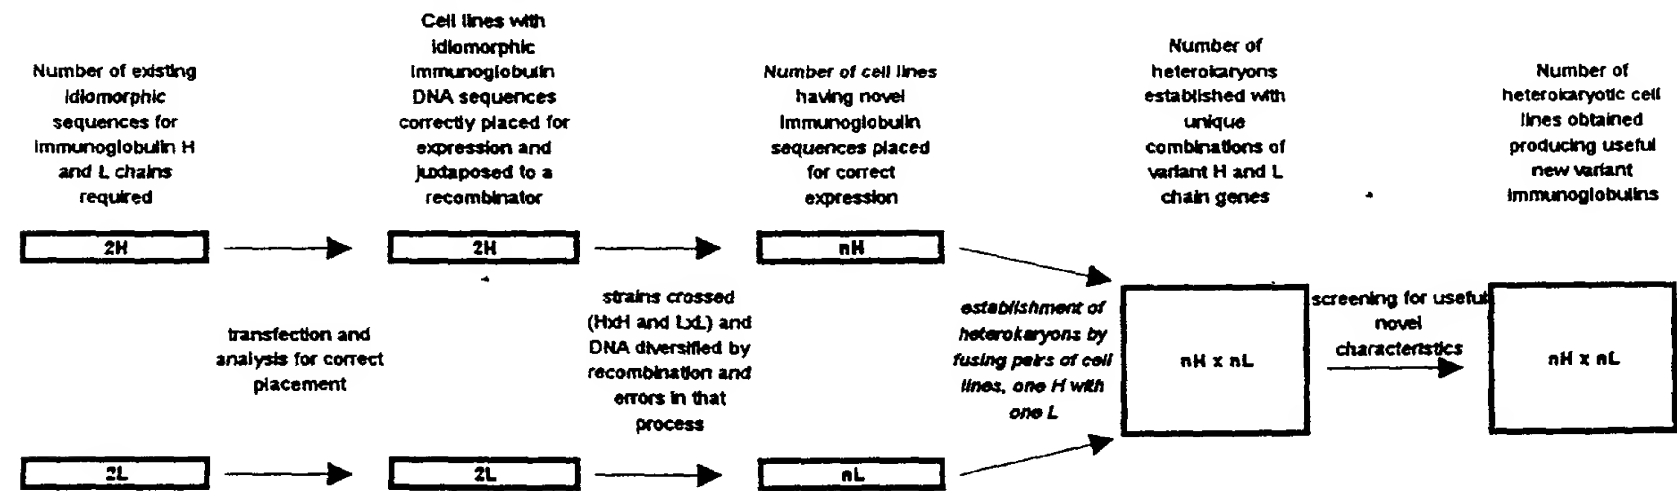 Number of existing
idiomorphic
sequences for
immunoglobulin H
and L chains
required
Cell lines with
idiomorphic
immunoglobulin
DNA sequences
correctly placed for
expression and
juxtaposed to a
recombinator
Number of cell lines
having novel
immunoglobulin
sequences placed
for correct
expression
Number of
heterokaryons
established with
unique
combinations of
variant H and L
chain genes
Number of
heterokaryotic cell
lines obtained
producing useful
new variant
immunoglobulins
2H
2H
nH
transfection and
analysis for correct
placement
strains crossed
(HxH and LxL) and
DNA diversified by
recombination and
errors in that
process
establishment of
heterokaryons by
fusing pairs of cell
lines, one H with
one L
nH x nL
screening for useful
novel
characteristics
nH x nL
2L
2L
nL